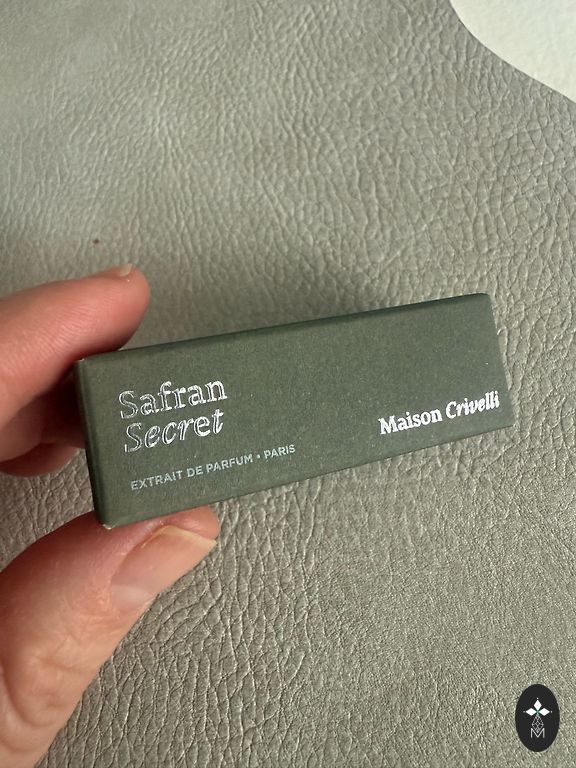 Safran
Secret
EXTRAIT DE PARFUM • PARIS
Maison Crivelli
M